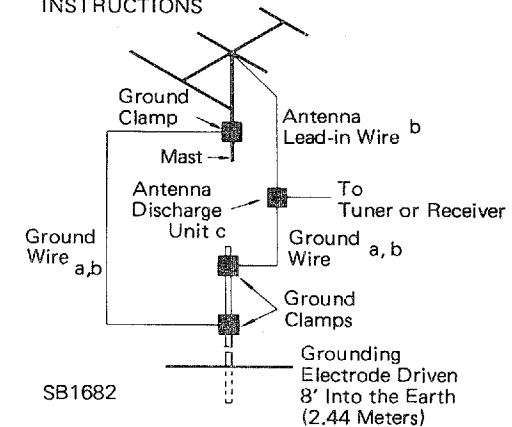 INSTRUCTIONS
Ground
Clamp
Antenna
Lead-in Wire b
Mast
Antenna
Discharge
Unit c
To
Tuner or Receiver
Ground
Wire a,b
Ground
Wire a, b
Ground
Clamps
Grounding
Electrode Driven
8' Into the Earth
(2.44 Meters)
SB1682